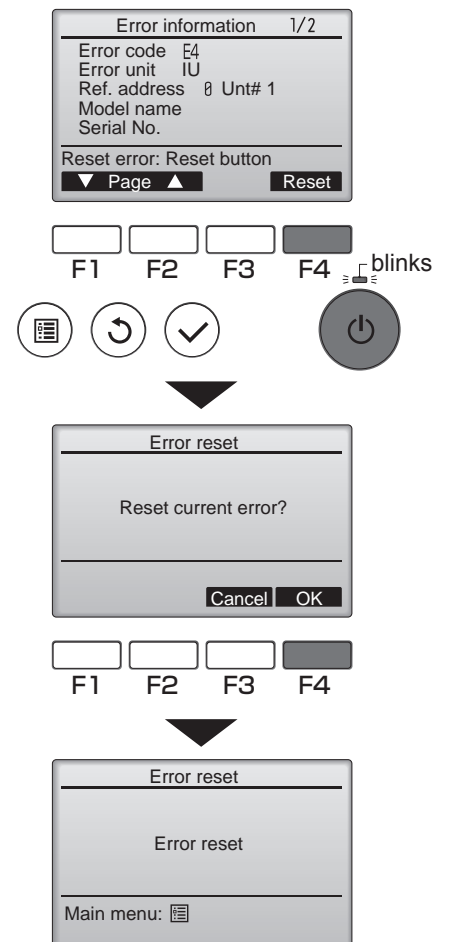 Error information 1/2
Error code E4
Error unit IU
Ref. address 0 Unt# 1
Model name
Serial No.
Reset error: Reset button
▼ Page ▲ Reset
F1 F2 F3 F4
blinks
Error reset
Reset current error?
Cancel OK
F1 F2 F3 F4
Error reset
Error reset
Main menu: